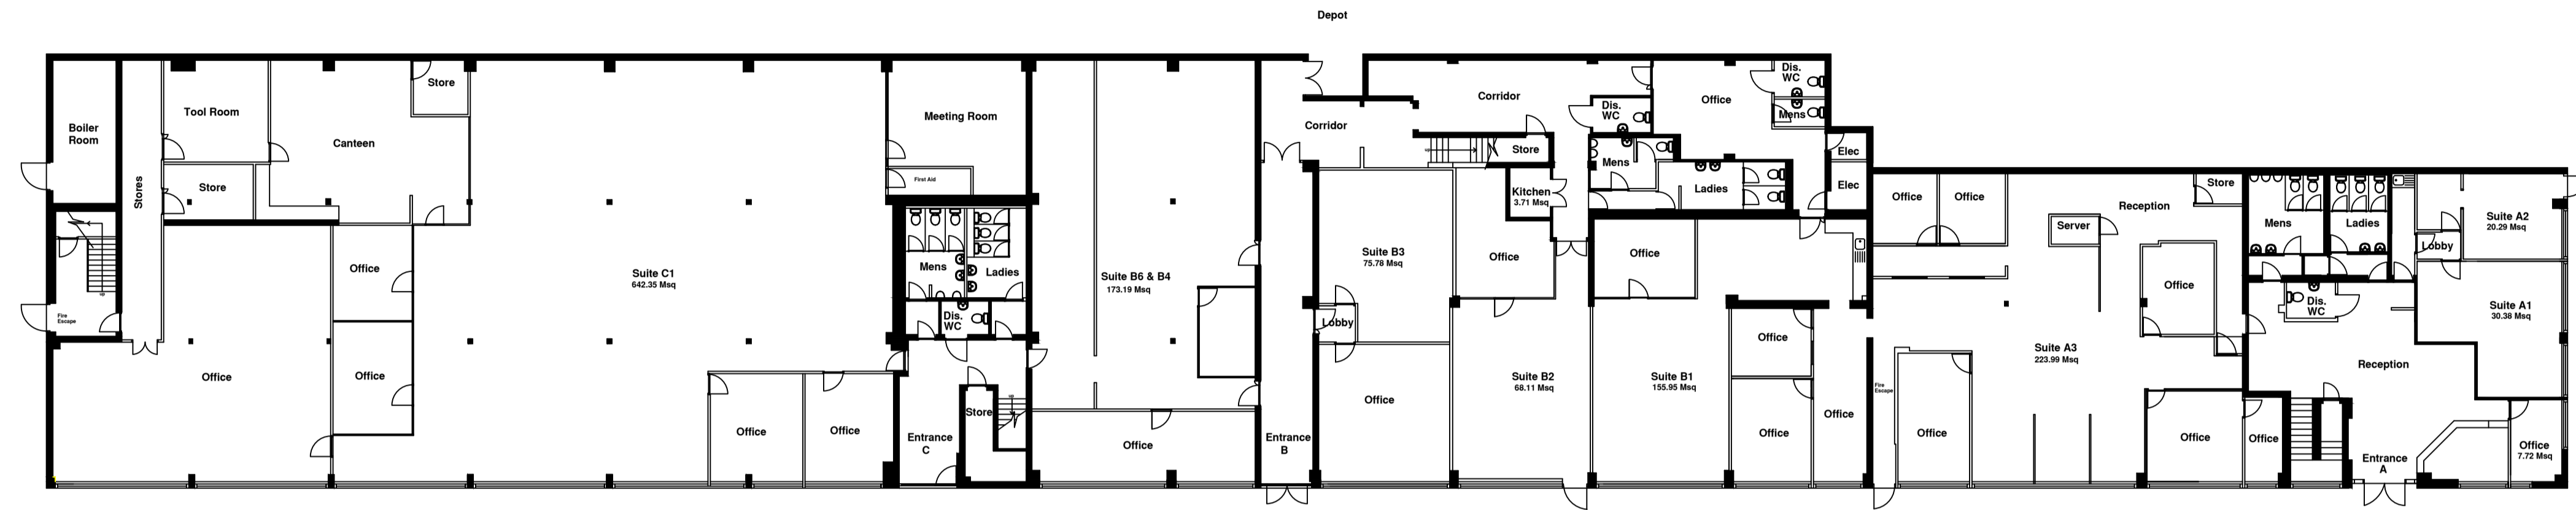 Depot
Boiler
Room
Stores
Tool Room
Store
Canteen
Store
Fire
Escape
up
Office
Office
Office
Suite C1
642.35 Msq
Office
Office
Meeting Room
First Aid
Mens
Ladies
Dis.
WC
Entrance
C
Store
up
Suite B6 & B4
173.19 Msq
Office
Entrance
B
Corridor
Corridor
up
Store
Dis.
WC
Mens
Kitchen
3.71 Msq
Ladies
Office
Dis.
WC
Mens
Elec
Elec
Suite B3
75.78 Msq
Lobby
Office
Office
Suite B2
68.11 Msq
Office
Suite B1
155.95 Msq
Office
Office
Office
Office
Office
Store
Reception
Server
Office
Suite A3
223.99 Msq
Fire
Escape
Office
Office
Office
Mens
Ladies
Dis.
WC
Lobby
Suite A2
20.29 Msq
Suite A1
30.38 Msq
Reception
Entrance
A
Office
7.72 Msq